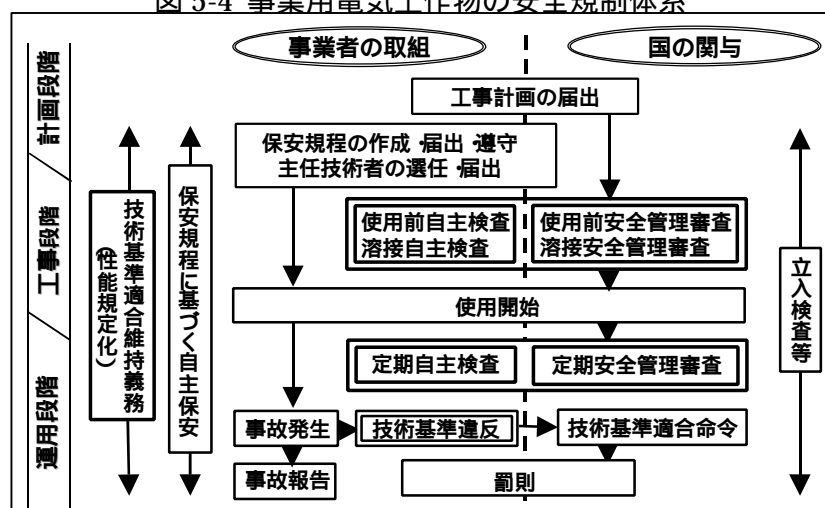 図 5-4 事業用電気工作物の安全規制体系
事業者の取組
国の関与
計画段階
工事段階
運用段階
工事計画の届出
保安規程の作成・届出・遵守
主任技術者の選任・届出
技術基準適合維持義務
(性能規定化)
保安規程に基づく自主保安
使用前自主検査
溶接自主検査
使用前安全管理審査
溶接安全管理審査
立入検査等
使用開始
定期自主検査
定期安全管理審査
事故発生
技術基準違反
技術基準適合命令
事故報告
罰則